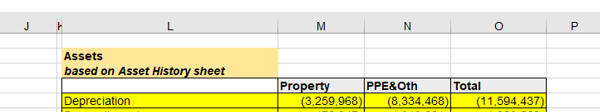 J K L M N O P
Assets
based on Asset History sheet
Property PPE&Oth Total
Depreciation (3,259,968) (8,334,468) (11,594,437)